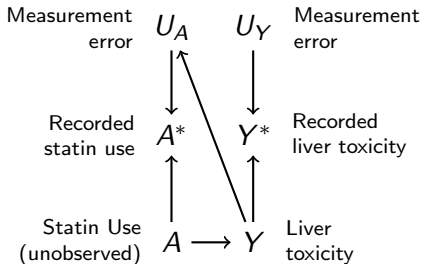 Measurement error U_A U_Y Measurement error
Recorded statin use A* Y* Recorded liver toxicity
Statin Use (unobserved) A Y Liver toxicity